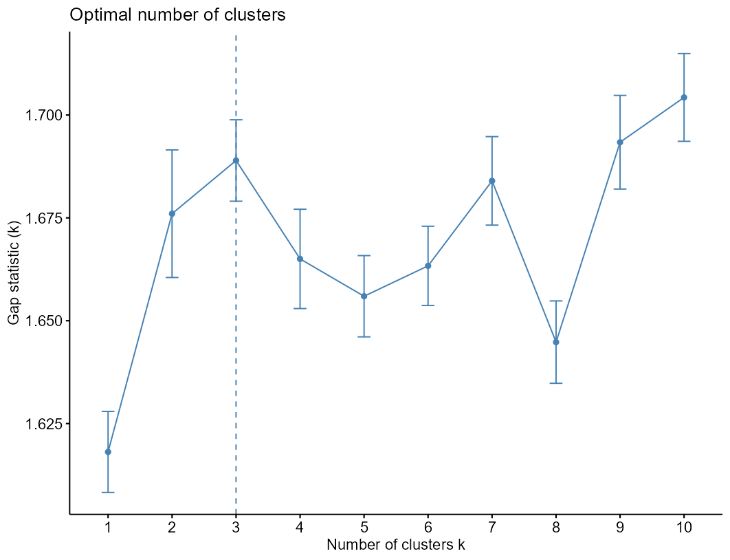 Optimal number of clusters
Gap statistic (k)
1.700
1.675
1.650
1.625
1 2 3 4 5 6 7 8 9 10
Number of clusters k